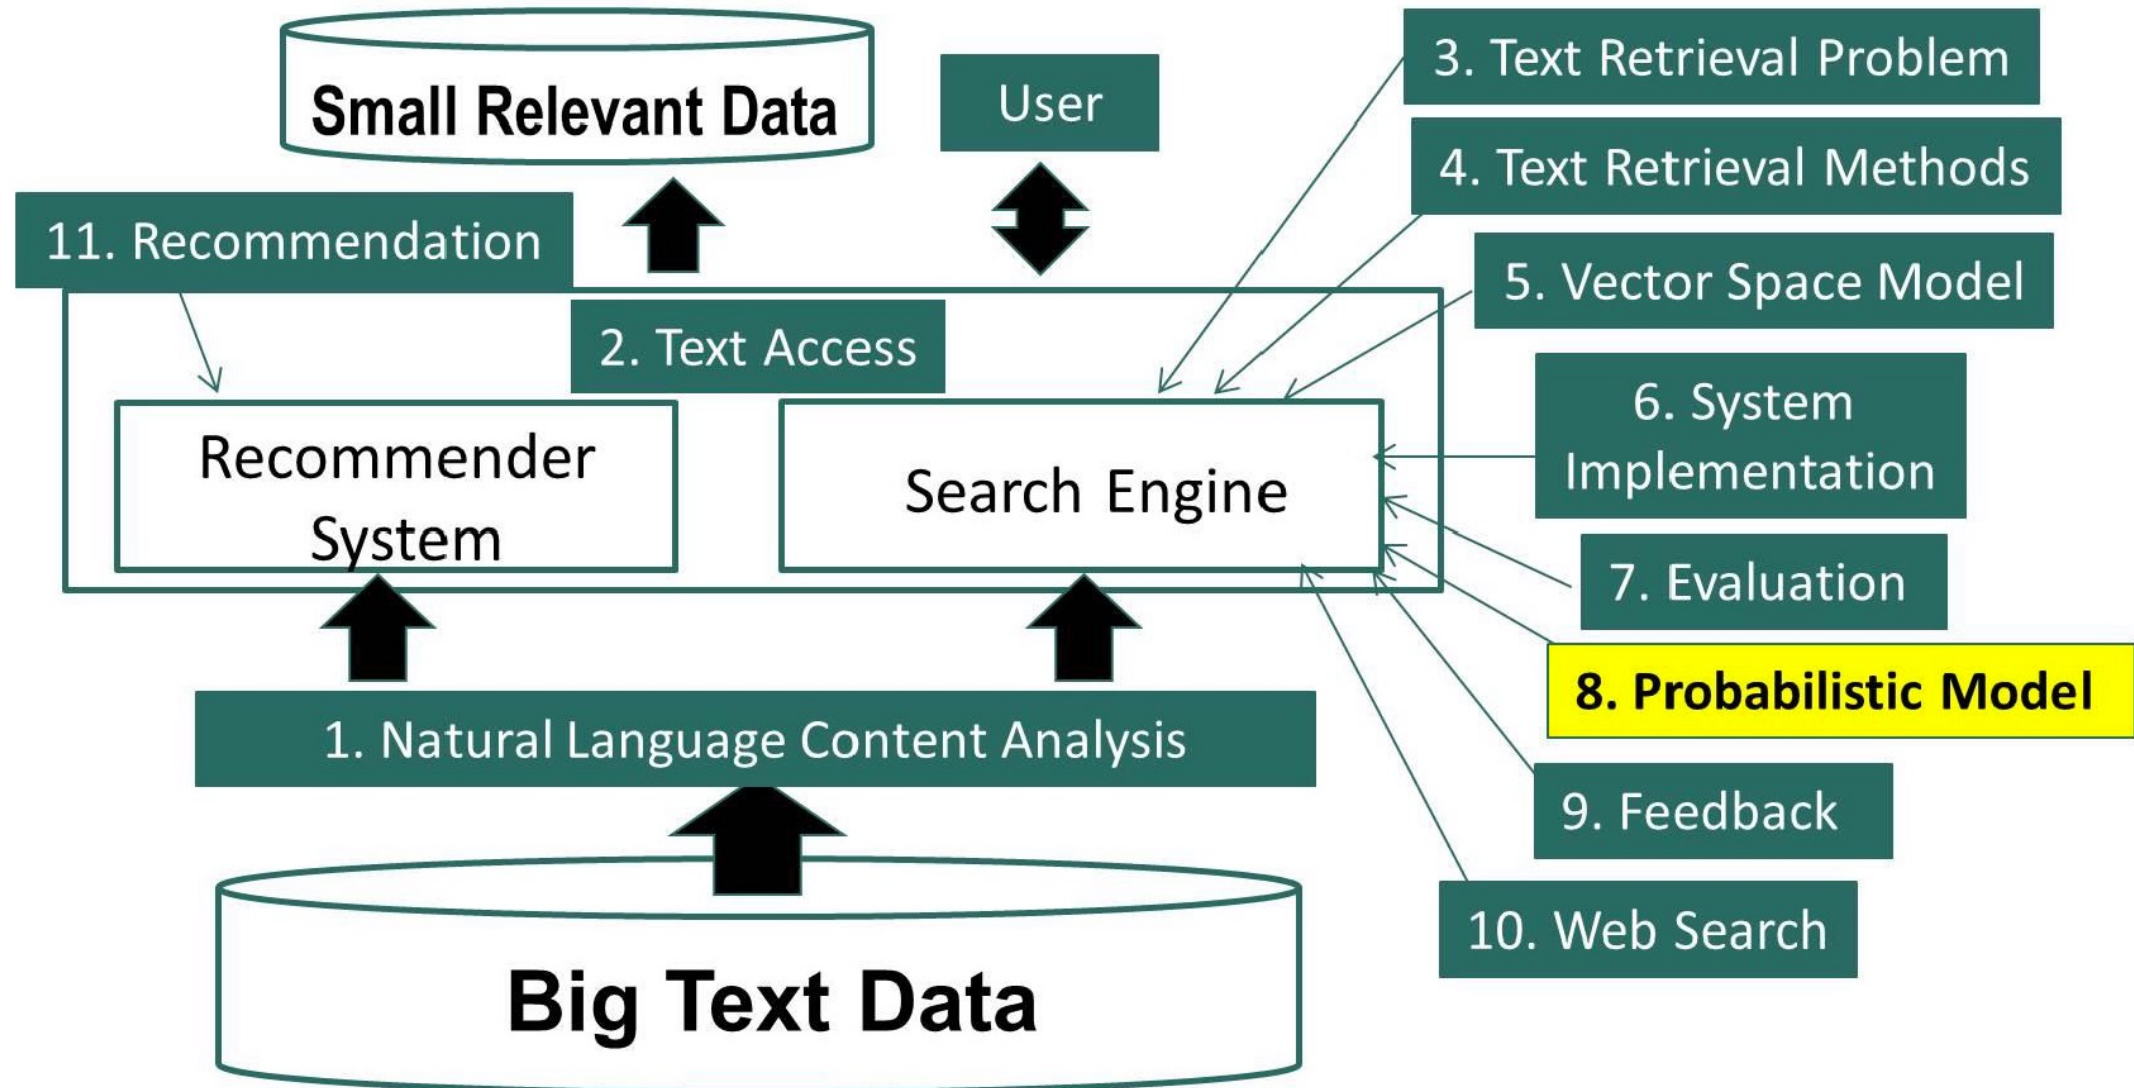 Small Relevant Data
User
3. Text Retrieval Problem
4. Text Retrieval Methods
11. Recommendation
5. Vector Space Model
2. Text Access
6. System
Implementation
Recommender
System
Search Engine
7. Evaluation
8. Probabilistic Model
1. Natural Language Content Analysis
9. Feedback
10. Web Search
Big Text Data